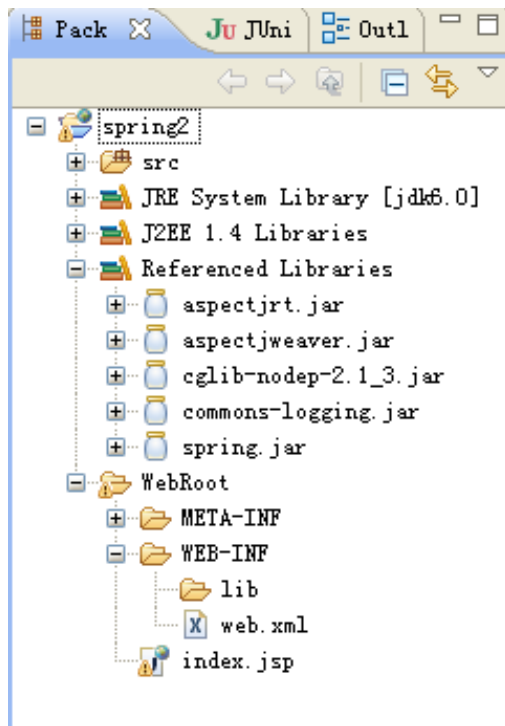 Pack JUni Outl
spring2
src
JRE System Library [jdk6.0]
J2EE 1.4 Libraries
Referenced Libraries
aspectjrt.jar
aspectjweaver.jar
cglib-nodep-2.1_3.jar
commons-logging.jar
spring.jar
WebRoot
META-INF
WEB-INF
lib
web.xml
index.jsp